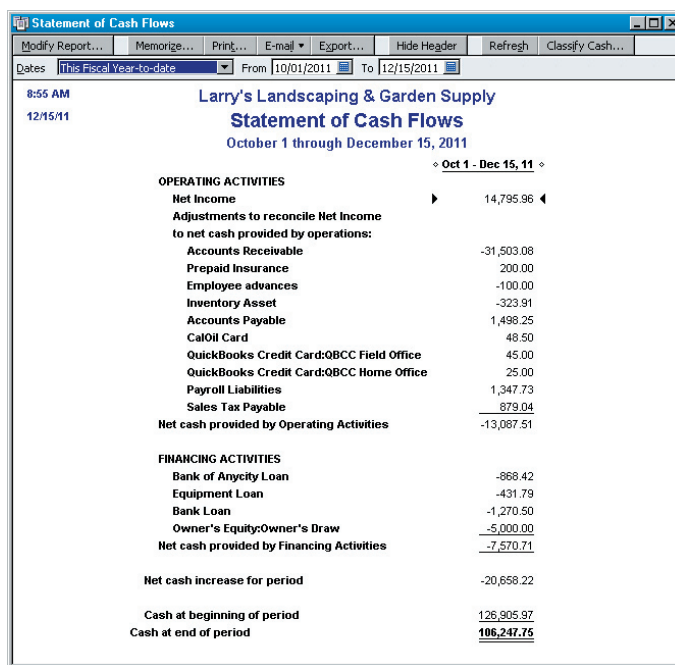 Statement of Cash Flows
Modify Report... Memorize... Print... E-mail Export... Hide Header Refresh Classify Cash...
Dates This Fiscal Year-to-date From 10/01/2011 To 12/15/2011
8:55 AM Larry's Landscaping & Garden Supply
12/15/11 Statement of Cash Flows
October 1 through December 15, 2011
Oct 1 - Dec 15, 11
OPERATING ACTIVITIES
Net Income 14,795.96
Adjustments to reconcile Net Income
to net cash provided by operations:
Accounts Receivable -31,503.08
Prepaid Insurance 200.00
Employee advances -100.00
Inventory Asset -323.91
Accounts Payable 1,498.25
CalOil Card 48.50
QuickBooks Credit Card:QBCC Field Office 45.00
QuickBooks Credit Card:QBCC Home Office 25.00
Payroll Liabilities 1,347.73
Sales Tax Payable 879.04
Net cash provided by Operating Activities -13,087.51
FINANCING ACTIVITIES
Bank of Anycity Loan -868.42
Equipment Loan -431.79
Bank Loan -1,270.50
Owner's Equity:Owner's Draw -5,000.00
Net cash provided by Financing Activities -7,570.71
Net cash increase for period -20,658.22
Cash at beginning of period 126,905.97
Cash at end of period 106,247.75